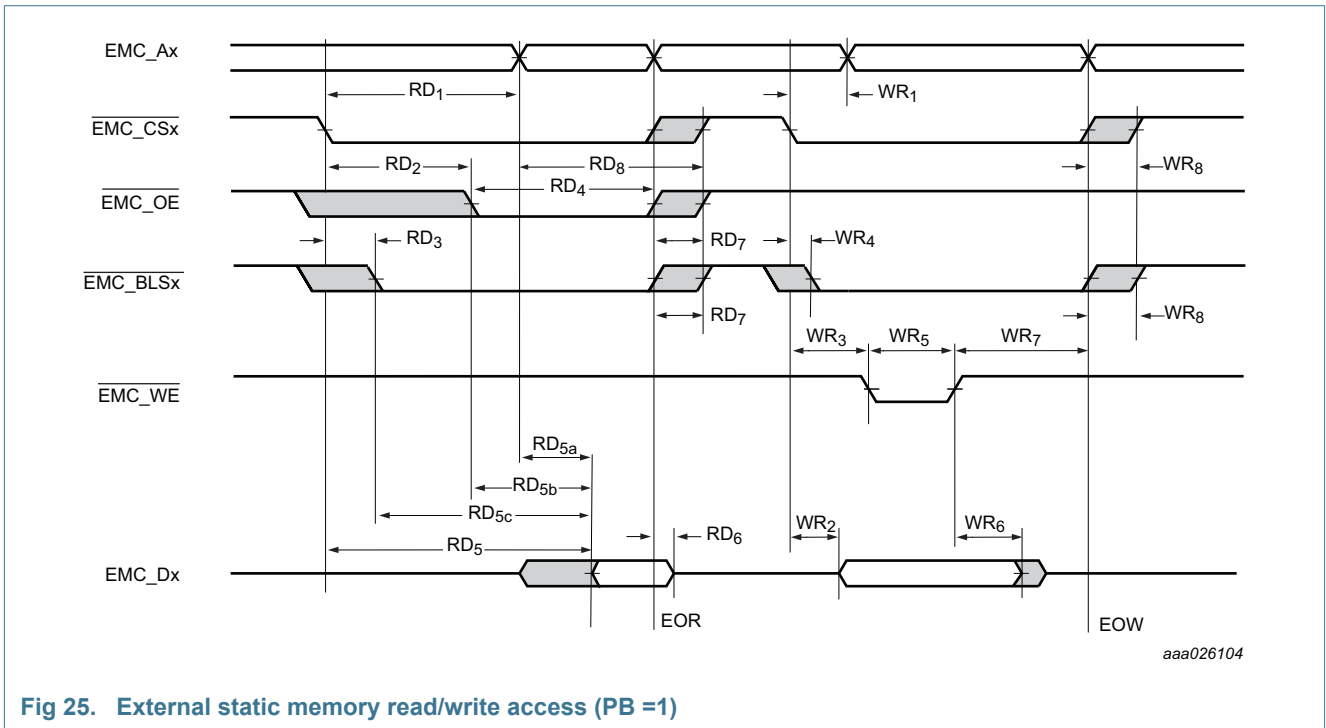 EMC_Ax
RD1
WR1
EMC_CSx
RD2
RD8
WR8
RD4
EMC_OE
RD3
RD7
WR4
EMC_BLSx
RD7
WR8
WR3
WR5
WR7
EMC_WE
RD5a
RD5b
RD5c
WR2
WR6
RD5
RD6
EMC_Dx
EOR
EOW
aaa026104
Fig 25. External static memory read/write access (PB =1)